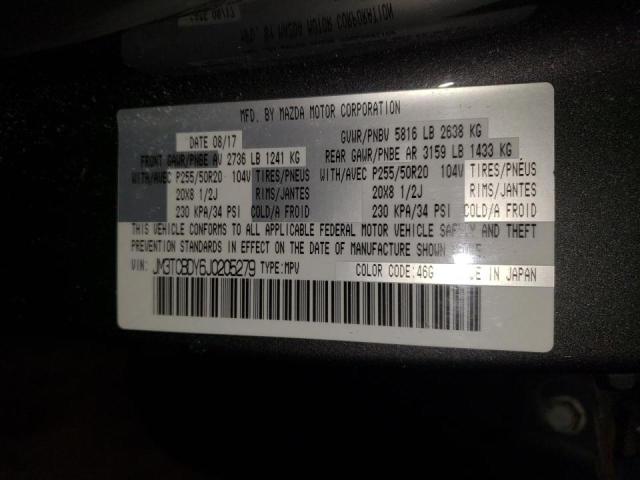 MFD. BY MAZDA MOTOR CORPORATION
DATE 08/17 GVWR/PNBV 5816 LB 2638 KG
FRONT GAWR/PNBE AV 2736 LB 1241 KG REAR GAWR/PNBE AR 3159 LB 1433 KG
WITH/AVEC P255/50R20 104V TIRES/PNEUS WITH/AVEC P255/50R20 104V TIRES/PNEUS
20X8 1/2J RIMS/JANTES 20X8 1/2J RIMS/JANTES
230 KPA/34 PSI COLD/A FROID 230 KPA/34 PSI COLD/A FROID
THIS VEHICLE CONFORMS TO ALL APPLICABLE FEDERAL MOTOR VEHICLE SAFETY AND THEFT
PREVENTION STANDARDS IN EFFECT ON THE DATE OF MANUFACTURE SHOWN
VIN: JM3TCBDY6J0205279 TYPE:MPV COLOR CODE:46G IN JAPAN